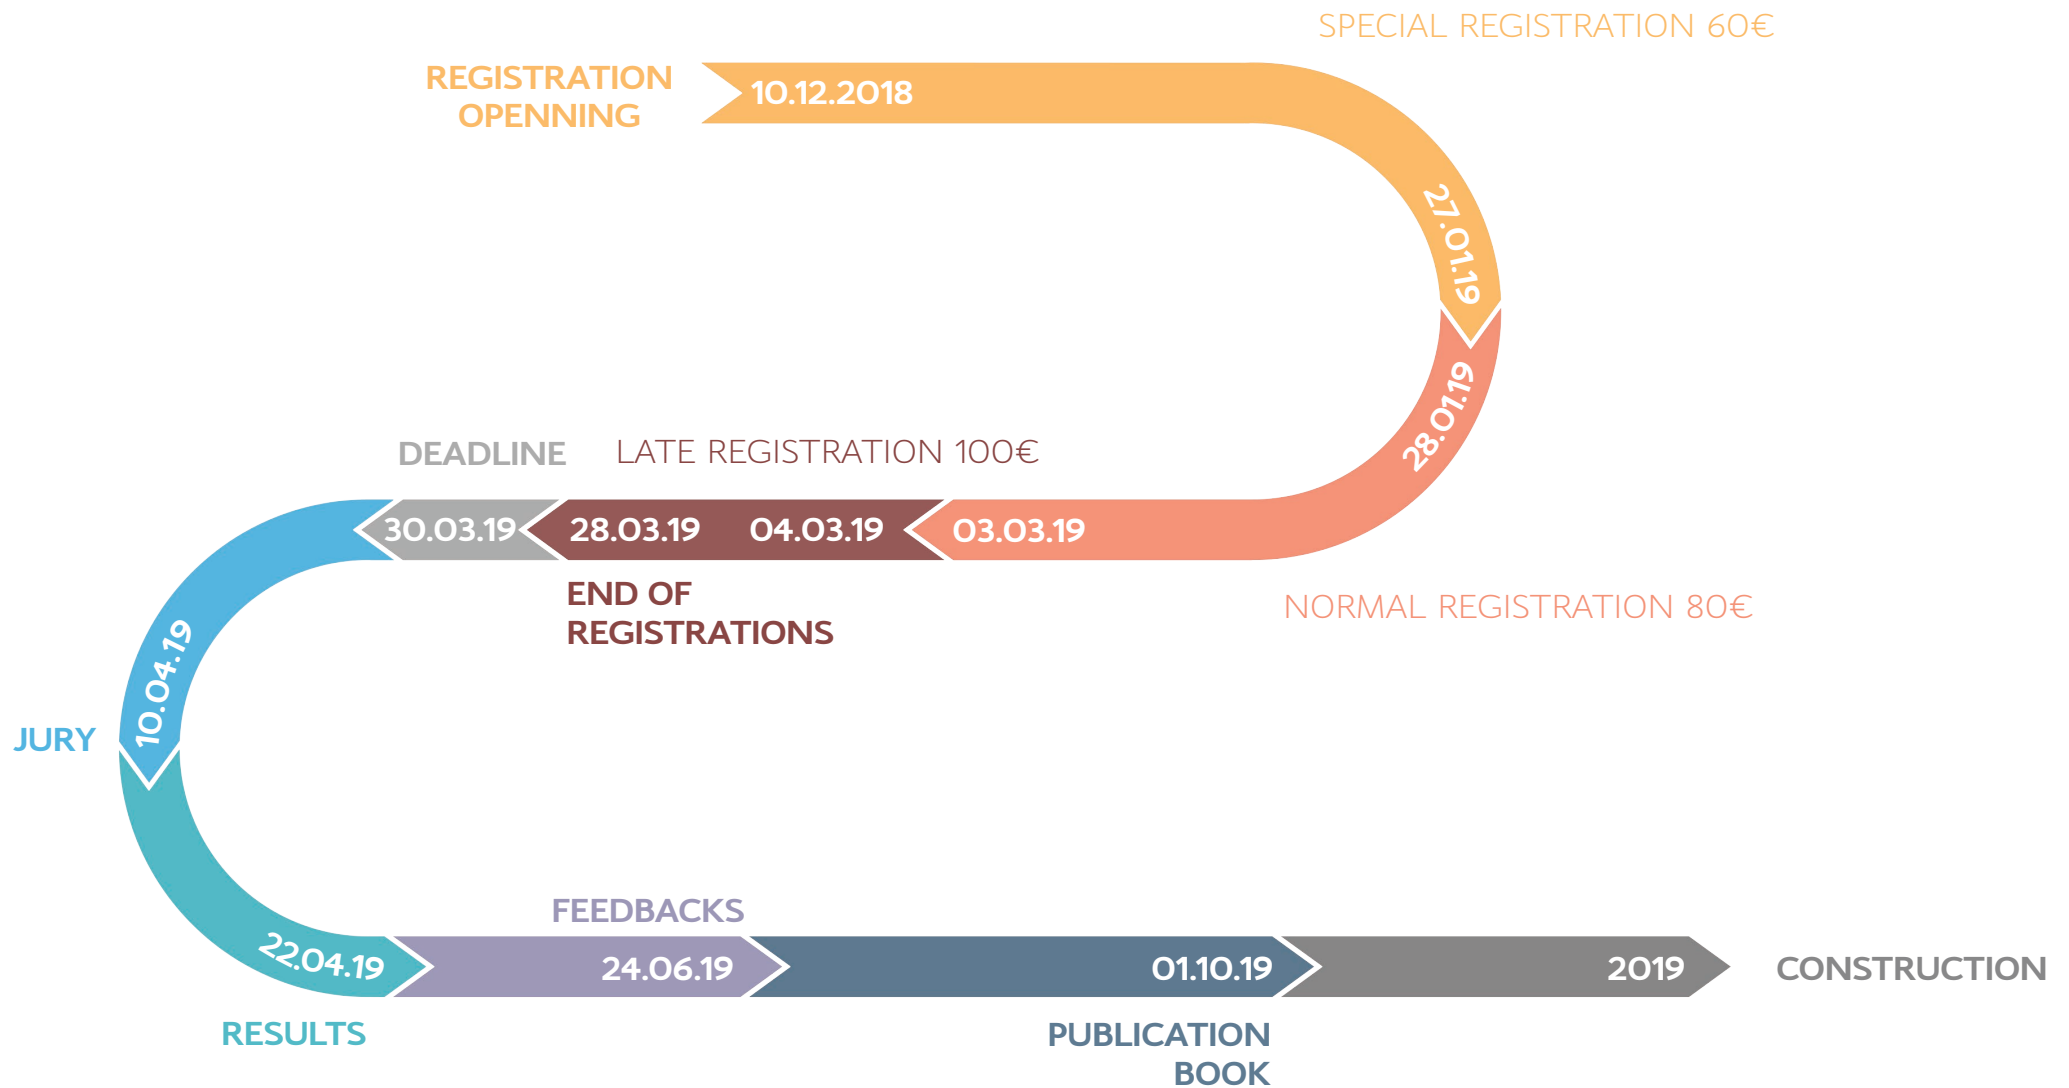 SPECIAL REGISTRATION 60€
REGISTRATION
OPENNING
10.12.2018
27.01.19
28.01.19
DEADLINE
LATE REGISTRATION 100€
30.03.19
28.03.19
04.03.19
03.03.19
END OF
REGISTRATIONS
NORMAL REGISTRATION 80€
10.04.19
JURY
FEEDBACKS
22.04.19
24.06.19
01.10.19
2019
CONSTRUCTION
RESULTS
PUBLICATION
BOOK